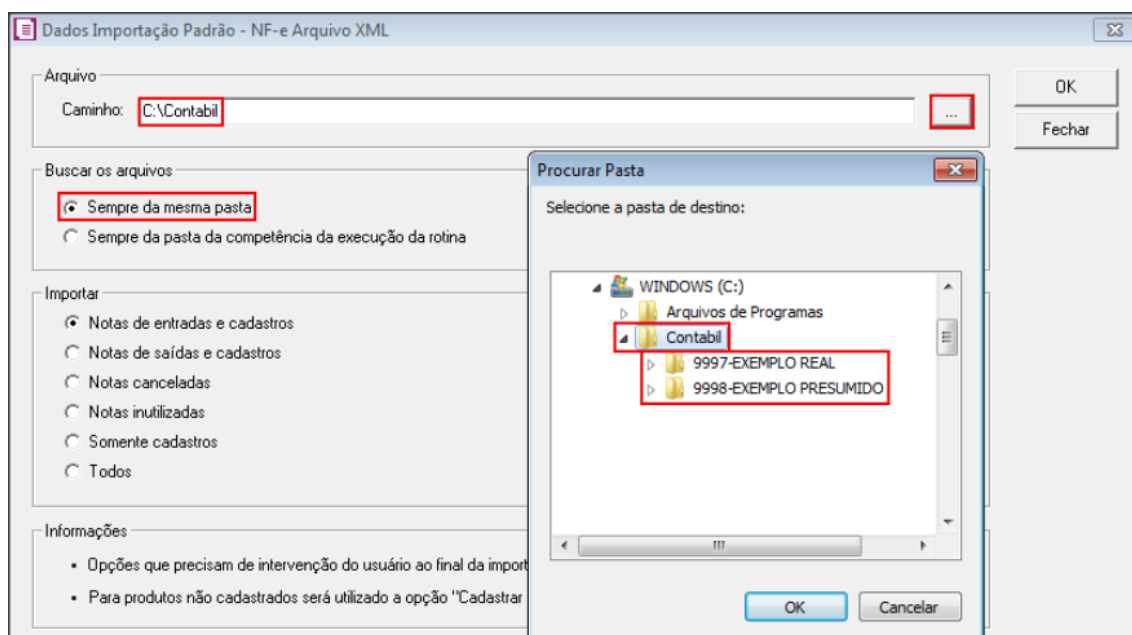 Dados Importação Padrão - NF-e Arquivo XML
Arquivo
Caminho: C:\Contabil
...
OK
Fechar
Buscar os arquivos
Sempre da mesma pasta
Sempre da pasta da competência da execução da rotina
Importar
Notas de entradas e cadastros
Notas de saídas e cadastros
Notas canceladas
Notas inutilizadas
Somente cadastros
Todos
Informações
• Opções que precisam de intervenção do usuário ao final da import
• Para produtos não cadastrados será utilizado a opção "Cadastrar
Procurar Pasta
Selecione a pasta de destino:
WINDOWS (C:)
Arquivos de Programas
Contabil
9997-EXEMPLO REAL
9998-EXEMPLO PRESUMIDO
OK
Cancelar